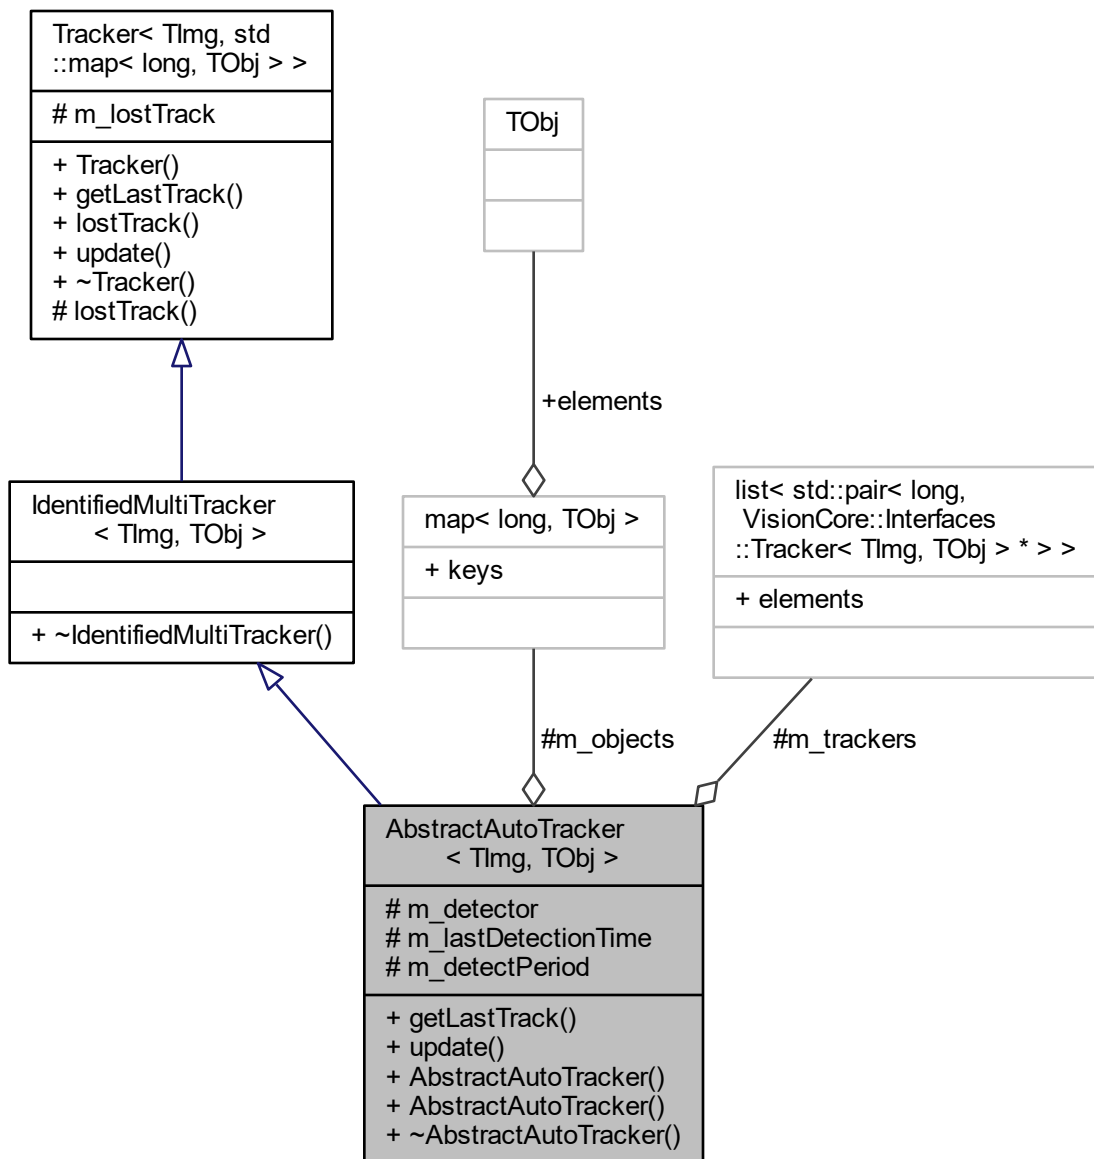 Tracker< TImg, std
::map< long, TObj > >
# m_lostTrack
+ Tracker()
+ getLastTrack()
+ lostTrack()
+ update()
+ ~Tracker()
# lostTrack()
TObj
+elements
IdentifiedMultiTracker
< TImg, TObj >
+ ~IdentifiedMultiTracker()
map< long, TObj >
+ keys
list< std::pair< long,
VisionCore::Interfaces
::Tracker< TImg, TObj > * > >
+ elements
#m_objects
#m_trackers
AbstractAutoTracker
< TImg, TObj >
# m_detector
# m_lastDetectionTime
# m_detectPeriod
+ getLastTrack()
+ update()
+ AbstractAutoTracker()
+ AbstractAutoTracker()
+ ~AbstractAutoTracker()